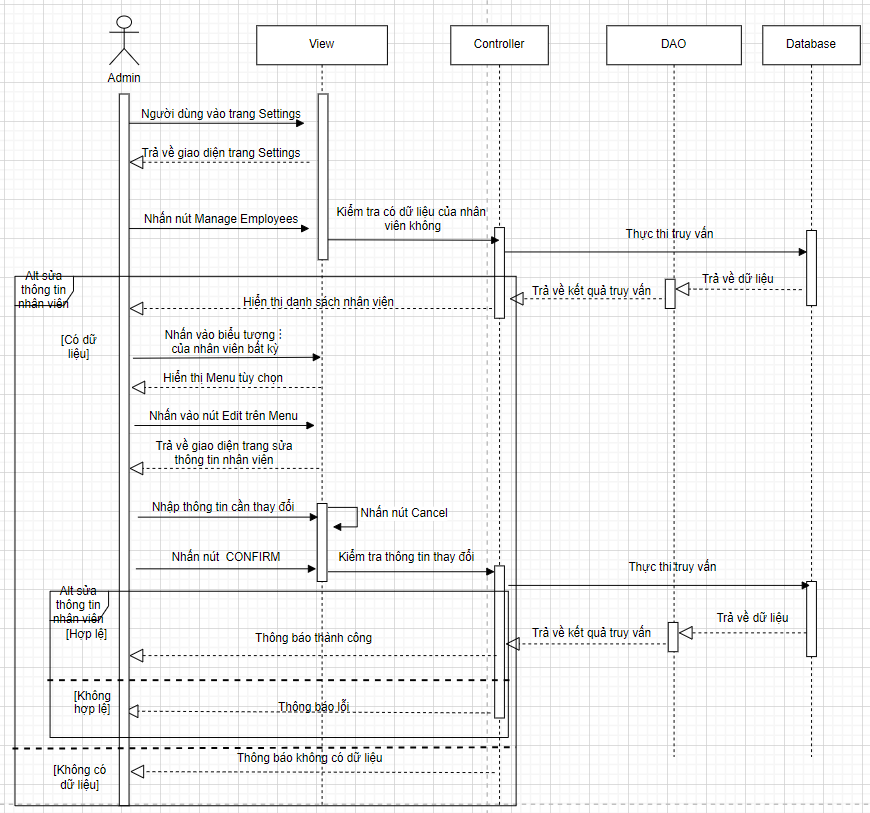 View
Controller
DAO
Database
Admin
Người dùng vào trang Settings
Trả về giao diện trang Settings
Nhấn nút Manage Employees
Kiểm tra có dữ liệu của nhân
viên không
Thực thi truy vấn
Alt sửa
thông tin
nhân viên
Trả về dữ liệu
Trả về kết quả truy vấn
Hiển thị danh sách nhân viên
[Có dữ
liệu]
Nhấn vào biểu tượng ⋮
của nhân viên bất kỳ
Hiển thị Menu tùy chọn
Nhấn vào nút Edit trên Menu
Trả về giao diện trang sửa
thông tin nhân viên
Nhập thông tin cần thay đổi
Nhấn nút Cancel
Nhấn nút  CONFIRM
Kiểm tra thông tin thay đổi
Thực thi truy vấn
Alt sửa
thông tin
nhân viên
[Hợp lệ]
Trả về dữ liệu
Trả về kết quả truy vấn
Thông báo thành công
[Không
hợp lệ]
Thông báo lỗi
Thông báo không có dữ liệu
[Không có
dữ liệu]